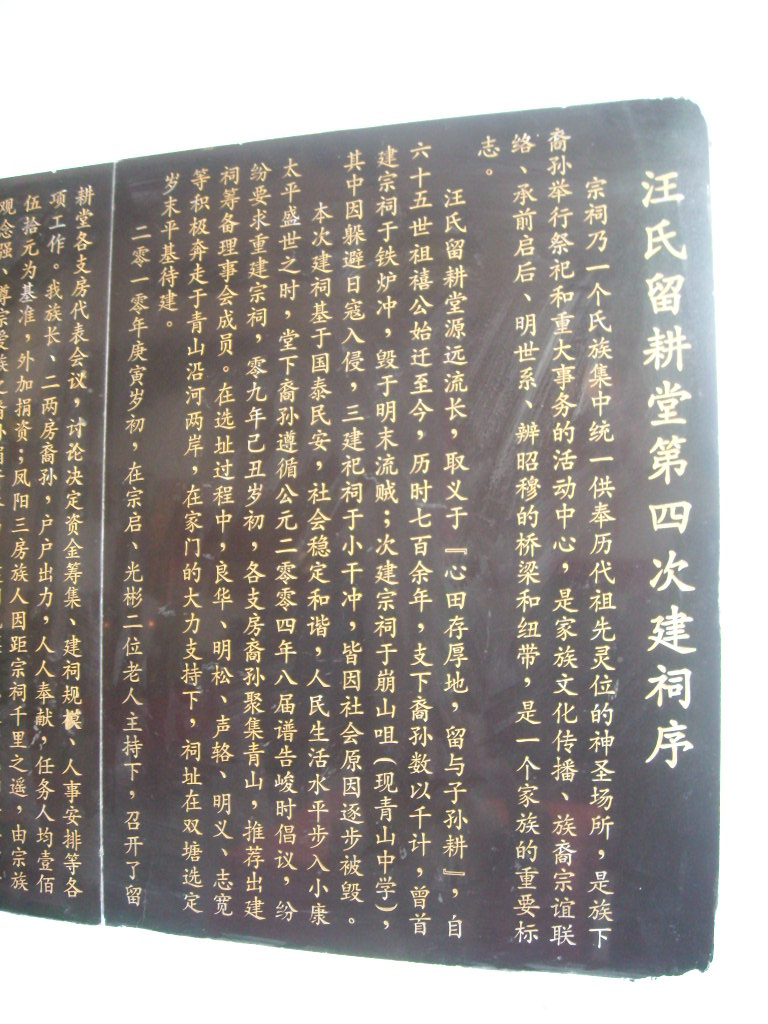 汪氏留耕堂第四次建祠序
宗祠乃一个氏族集中统一供奉历代祖先灵位的神圣场所，是族下
裔孙举行祭祀和重大事务的活动中心，是家族文化传播、族裔宗谊联
络、承前启后、明世系、辨昭穆的桥梁和纽带，是一个家族的重要标
志。
汪氏留耕堂源远流长，取义于『心田存厚地，留与子孙耕』，自
六十五世祖禧公始迁至今，历时七百余年，支下裔孙数以千计，曾首
建宗祠于铁炉冲，毁于明末流贼；次建宗祠于崩山咀(现青山中学)，
其中因躲避日寇入侵，三建祀祠于小干冲，皆因社会原因逐步被毁。
本次建祠基于国泰民安，社会稳定和谐，人民生活水平步入小康
太平盛世之时，堂下裔孙遵循公元二零零四年八届谱告峻时倡议，纷
纷要求重建宗祠，零九年己丑岁初，各支房裔孙聚集青山，推荐出建
祠筹备理事会成员。在选址过程中，良华、明松、声辂、明义、志宽
等积极奔走于青山沿河两岸，在家门的大力支持下，祠址在双塘选定
岁末平基待建。
二零一零年庚寅岁初，在宗启、光彬二位老人主持下，召开了留
耕堂各支房代表会议，讨论决定资金筹集、建祠规模、人事安排等各
项工作。我族长、二两房裔孙，户户出力，人人奉献，任务人均壹佰
伍拾元为基准，外加捐资；凤阳三房族人因距宗祠千里之遥，由宗族
观念强、尊宗爱族之